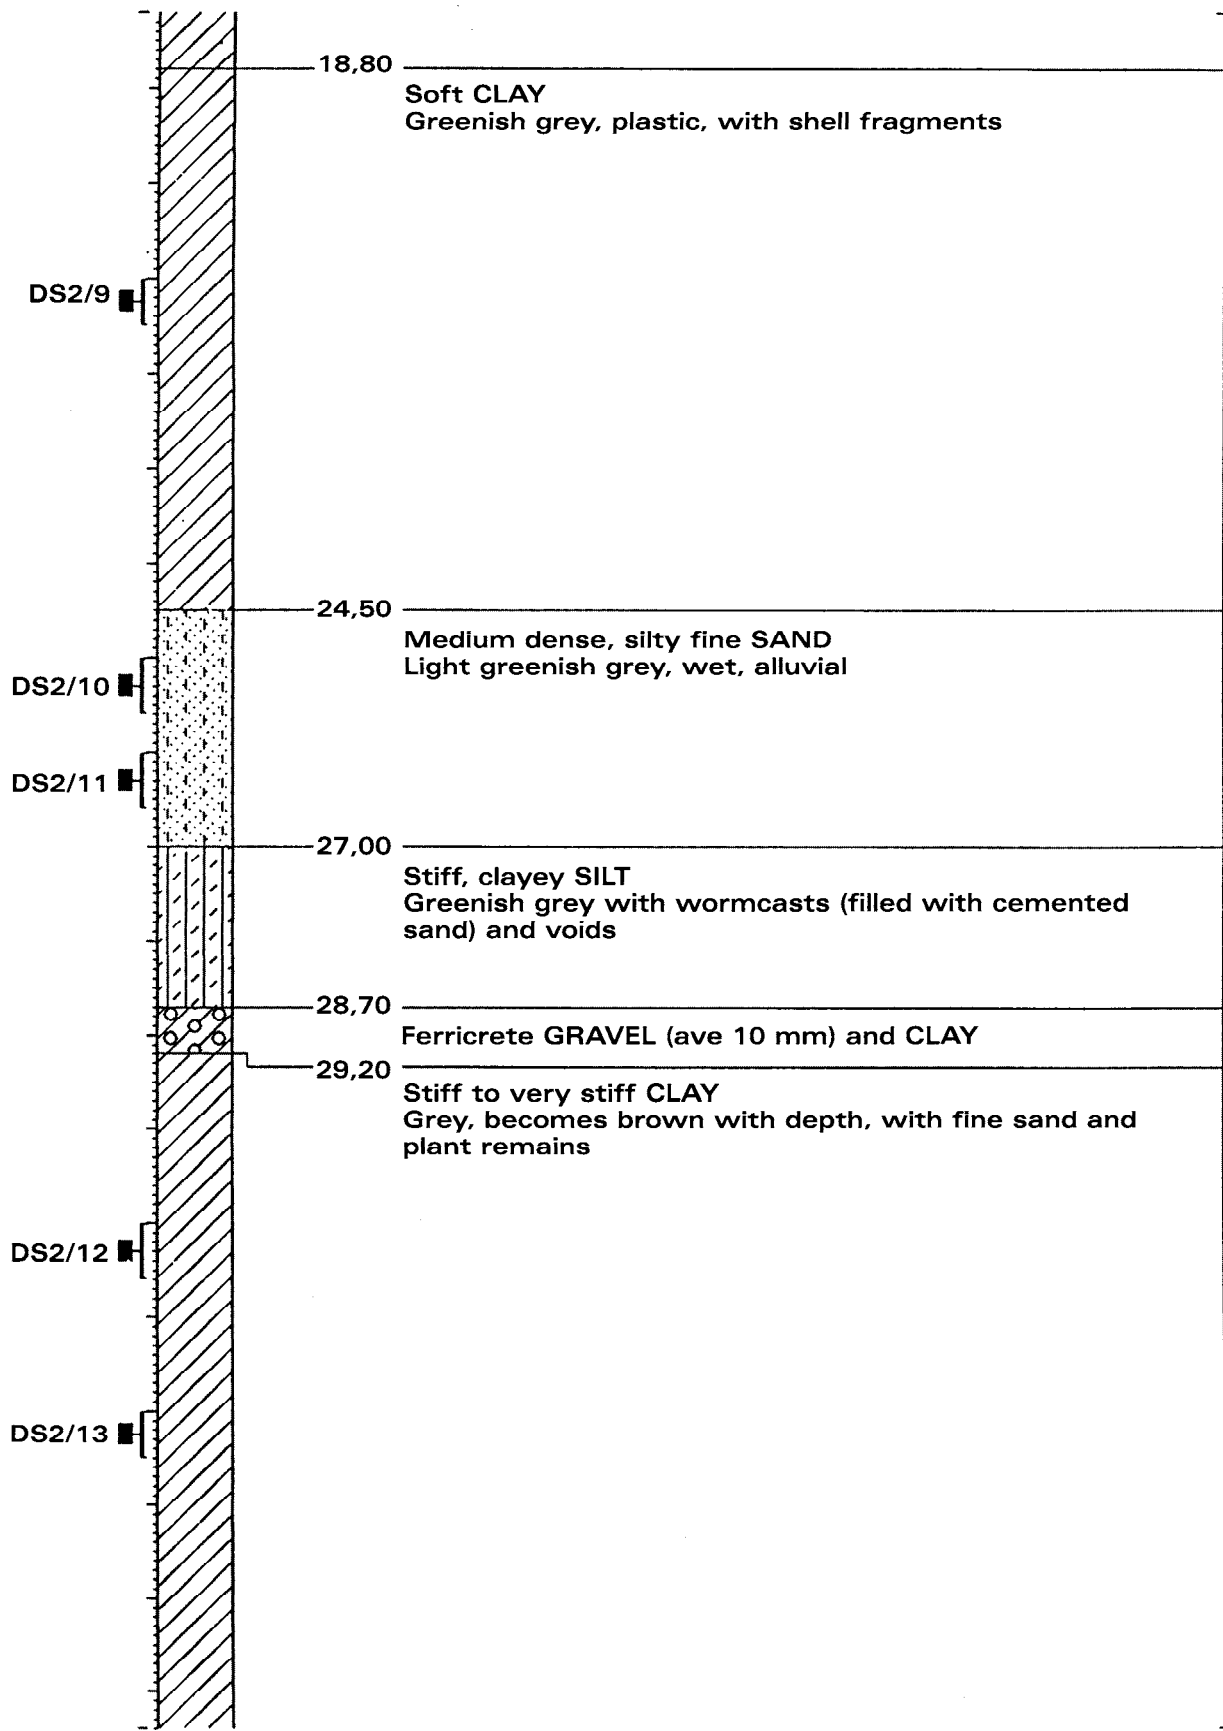 18,80
Soft CLAY
Greenish grey, plastic, with shell fragments
DS2/9
24,50
Medium dense, silty fine SAND
Light greenish grey, wet, alluvial
DS2/10
DS2/11
27,00
Stiff, clayey SILT
Greenish grey with wormcasts (filled with cemented
sand) and voids
28,70
Ferricrete GRAVEL (ave 10 mm) and CLAY
29,20
Stiff to very stiff CLAY
Grey, becomes brown with depth, with fine sand and
plant remains
DS2/12
DS2/13